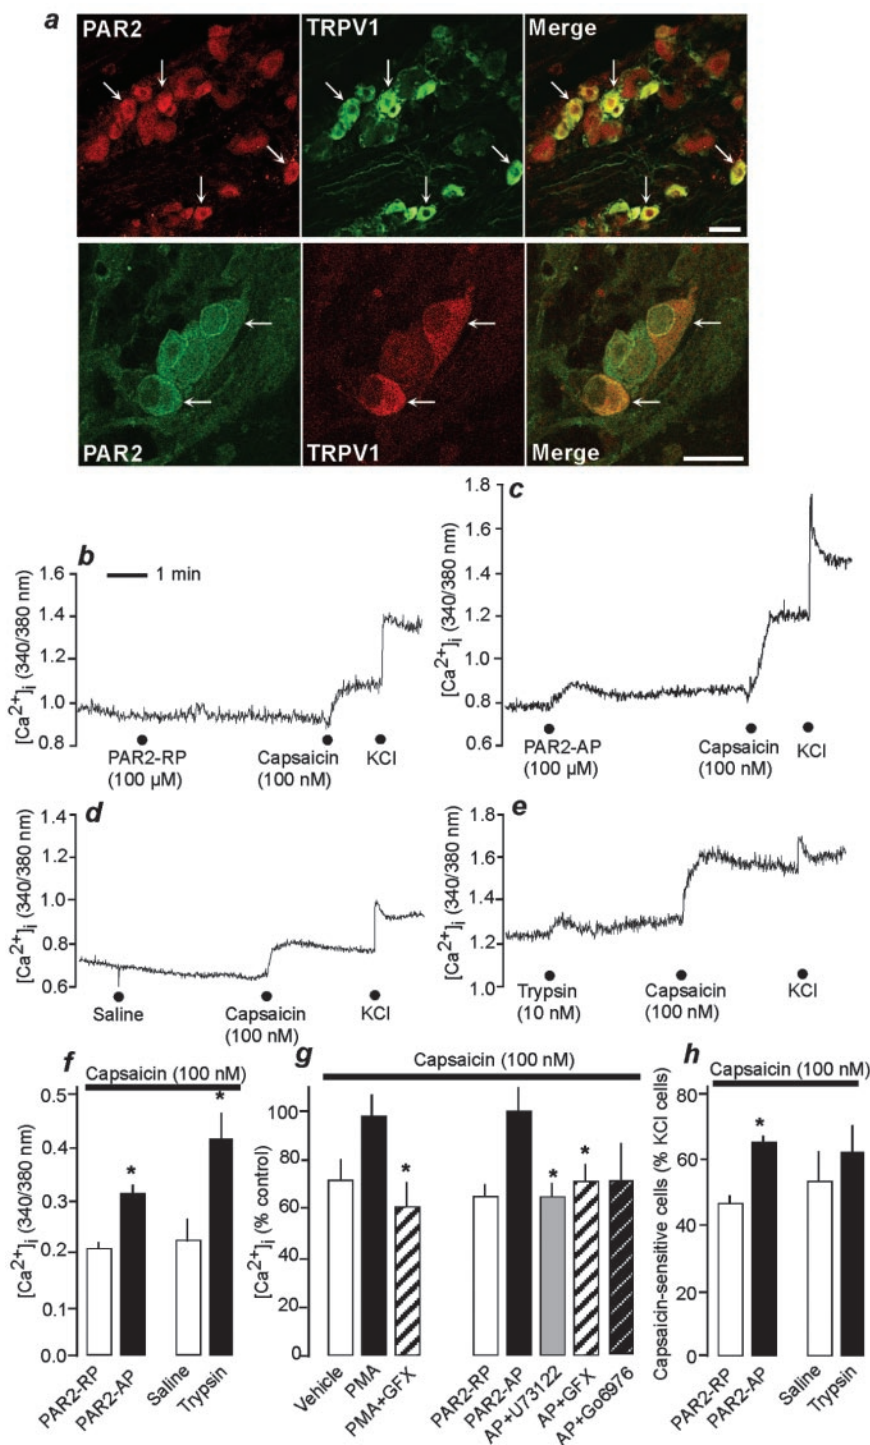 a
PAR2 TRPV1 Merge
PAR2 TRPV1 Merge
b
1 min
[Ca2+]i (340/380 nm)
1.6
1.4
1.2
1.0
0.8
PAR2-RP (100 µM)
Capsaicin (100 nM)
KCl
c
[Ca2+]i (340/380 nm)
1.8
1.6
1.4
1.2
1.0
0.8
0.6
PAR2-AP (100 µM)
Capsaicin (100 nM)
KCl
d
[Ca2+]i (340/380 nm)
1.4
1.2
1.0
0.8
0.6
Saline
Capsaicin (100 nM)
KCl
e
[Ca2+]i (340/380 nm)
1.8
1.6
1.4
1.2
1.0
Trypsin (10 nM)
Capsaicin (100 nM)
KCl
f
Capsaicin (100 nM)
[Ca2+]i (340/380 nm)
0.5
0.4
0.3
0.2
0.1
0.0
* *
PAR2-RP
PAR2-AP
Saline
Trypsin
g
Capsaicin (100 nM)
[Ca2+]i (% control)
100
80
60
40
20
* * *
Vehicle
PMA
PMA+GFX
PAR2-RP
PAR2-AP
AP+U73122
AP+GFX
AP+Go6976
h
Capsaicin (100 nM)
Capsaicin-sensitive cells (% KCl cells)
80
60
40
20
0
*
PAR2-RP
PAR2-AP
Saline
Trypsin